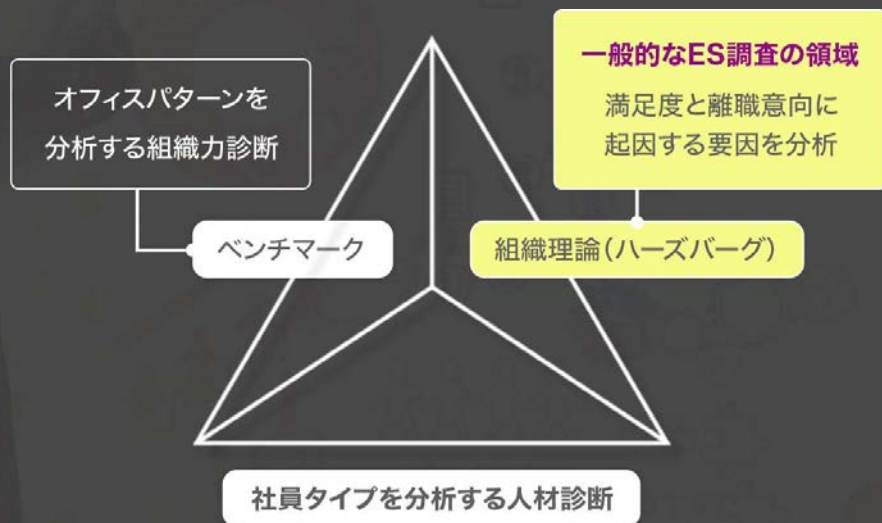 オフィスパターンを
分析する組織力診断
一般的なES調査の領域
満足度と離職意向に
起因する要因を分析
ベンチマーク
組織理論(ハーズバーグ)
社員タイプを分析する人材診断